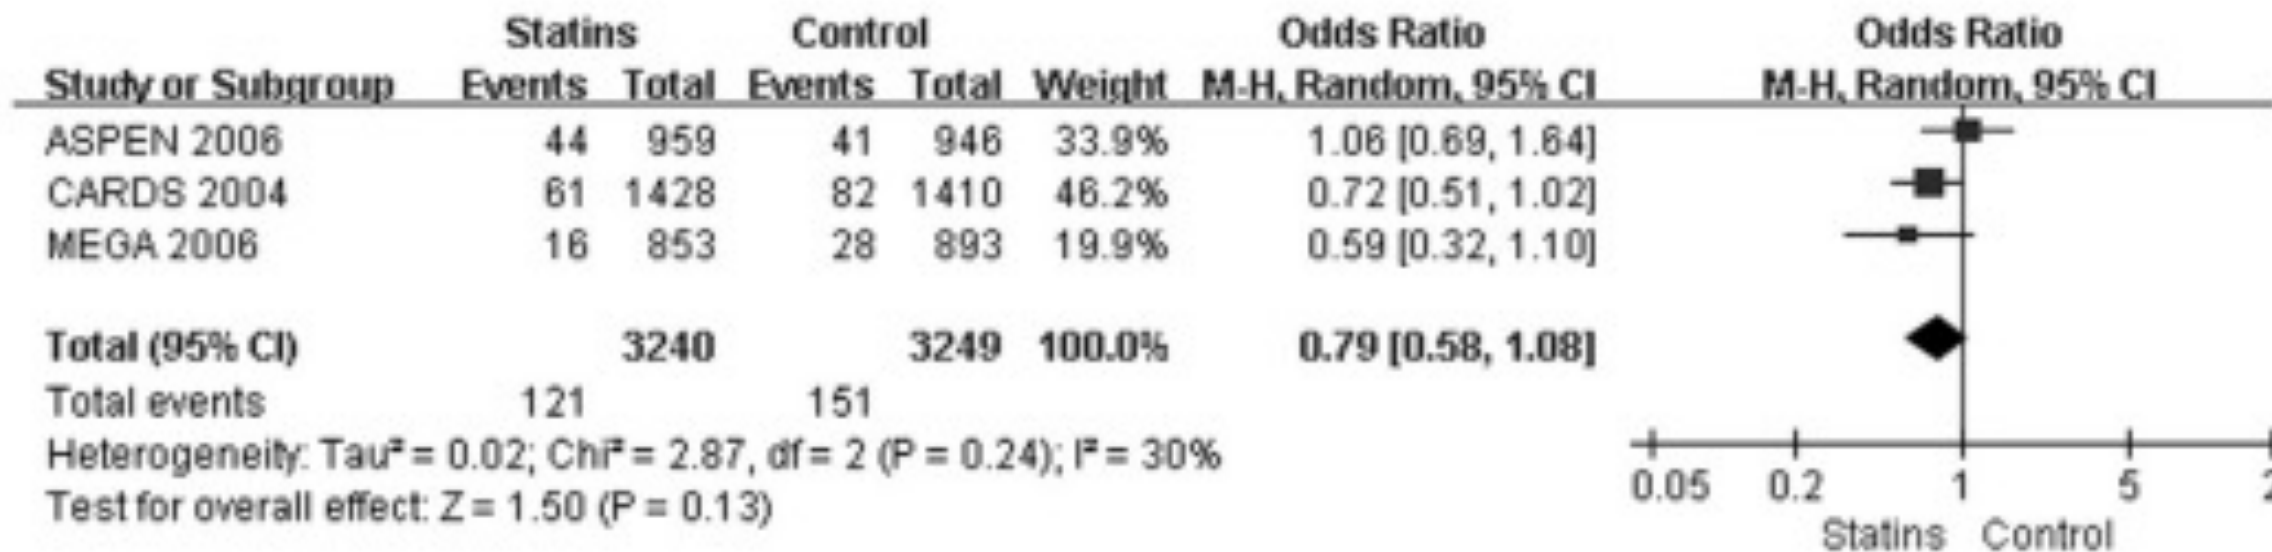 Statins Control Odds Ratio Odds Ratio
Study or Subgroup Events Total Events Total Weight M-H, Random, 95% CI M-H, Random, 95% CI
ASPEN 2006 44 959 41 946 33.9% 1.06 [0.69, 1.64]
CARDS 2004 61 1428 82 1410 46.2% 0.72 [0.51, 1.02]
MEGA 2006 16 853 28 893 19.9% 0.59 [0.32, 1.10]
Total (95% CI) 3240 3249 100.0% 0.79 [0.58, 1.08]
Total events 121 151
Heterogeneity: Tau² = 0.02; Chi² = 2.87, df = 2 (P = 0.24); I² = 30%
Test for overall effect: Z = 1.50 (P = 0.13)
0.05 0.2 1 5
Statins Control